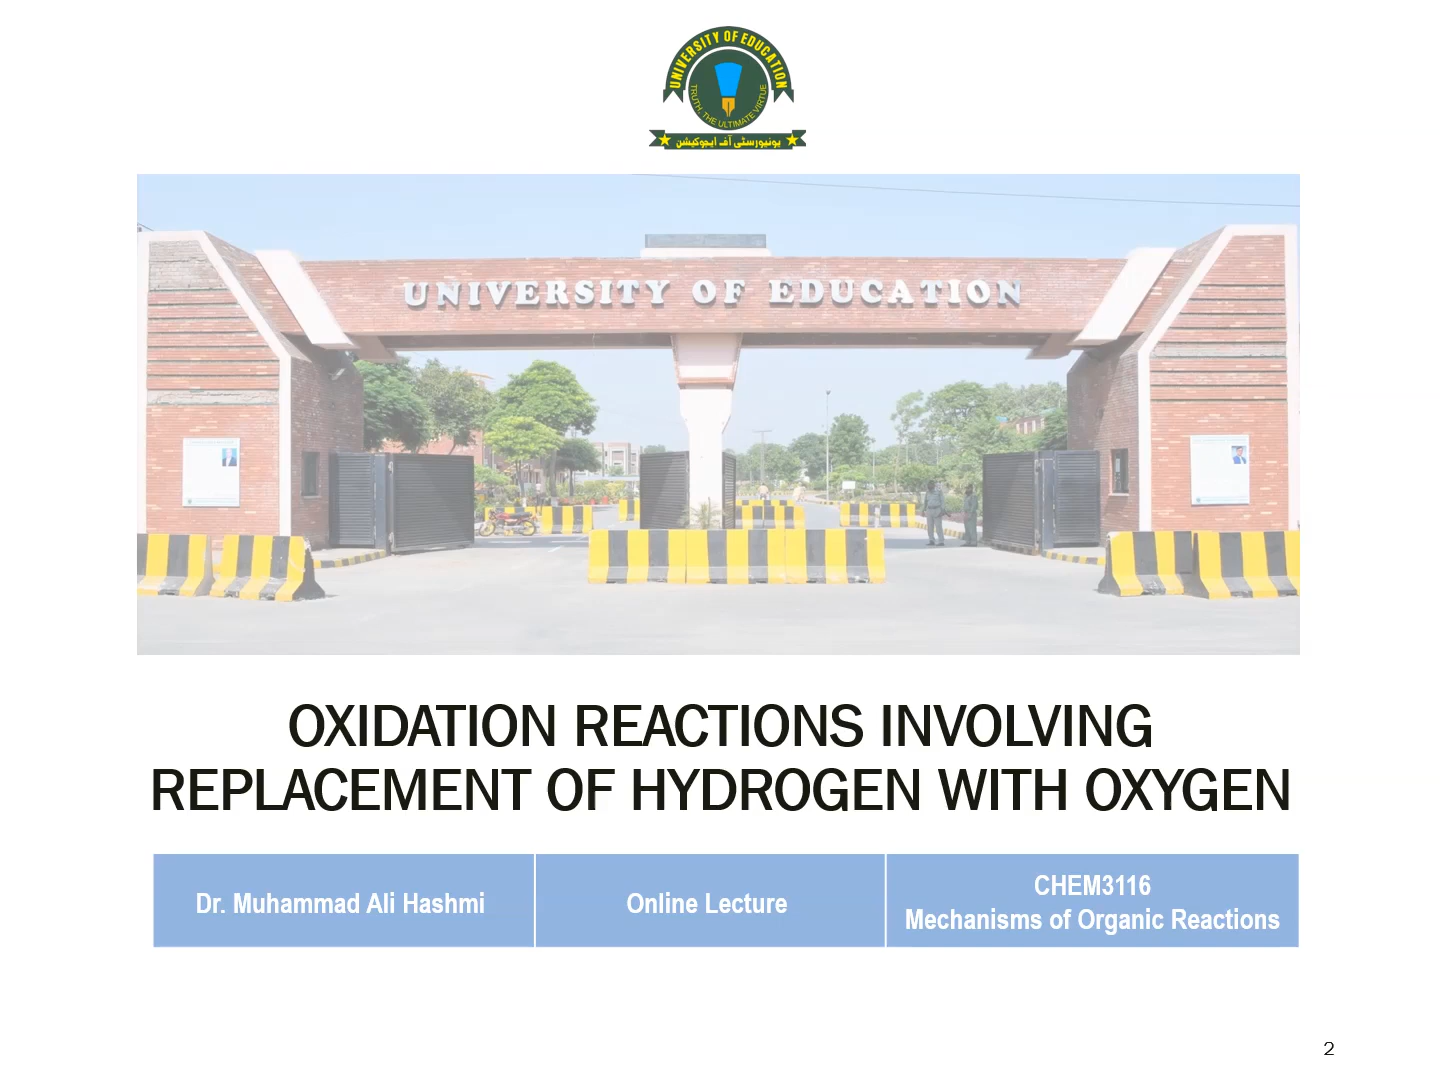 UNIVERSITY OF EDUCATION
TRUTH, THE ULTIMATE VIRTUE
یونیورسٹی آف ایجوکیشن
UNIVERSITY OF EDUCATION
OXIDATION REACTIONS INVOLVING
REPLACEMENT OF HYDROGEN WITH OXYGEN
Dr. Muhammad Ali Hashmi
Online Lecture
CHEM3116
Mechanisms of Organic Reactions
2